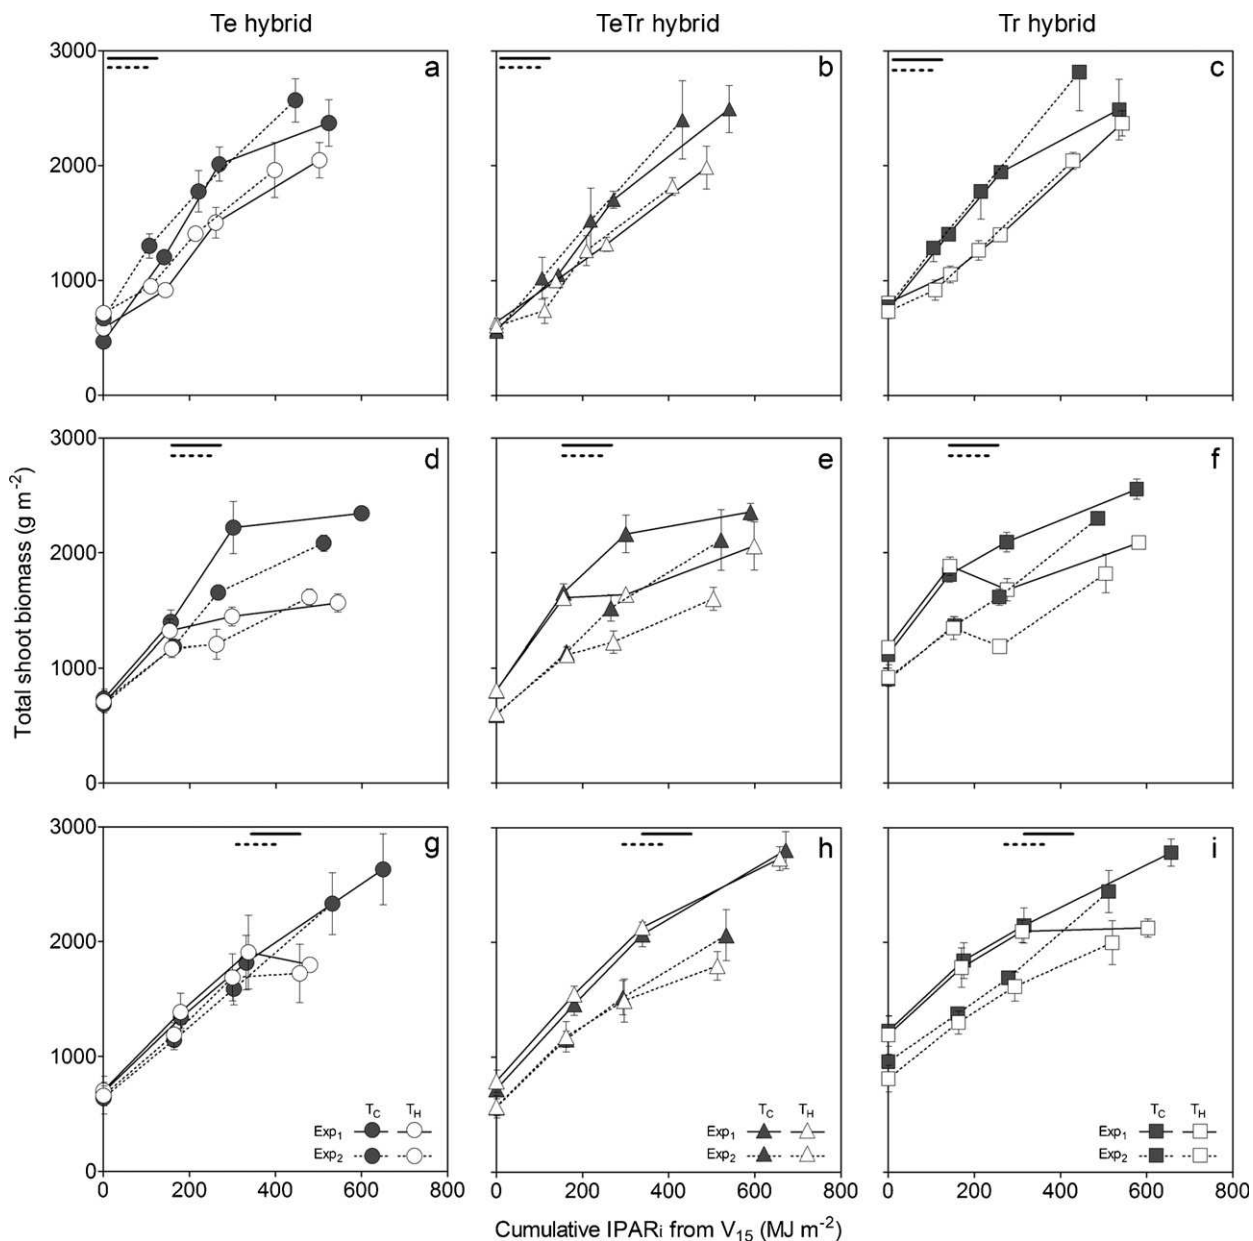 Te hybrid TeTr hybrid Tr hybrid
3000 a b c
2000
1000
0
3000 d e f
2000
1000
0
Total shoot biomass (g m-2)
3000 g h i
2000
1000
0
TC TH TC TH TC TH
Exp1 Exp1 Exp1
Exp2 Exp2 Exp2
0 200 400 600 800 0 200 400 600 800 0 200 400 600 800
Cumulative IPARi from V15 (MJ m-2)